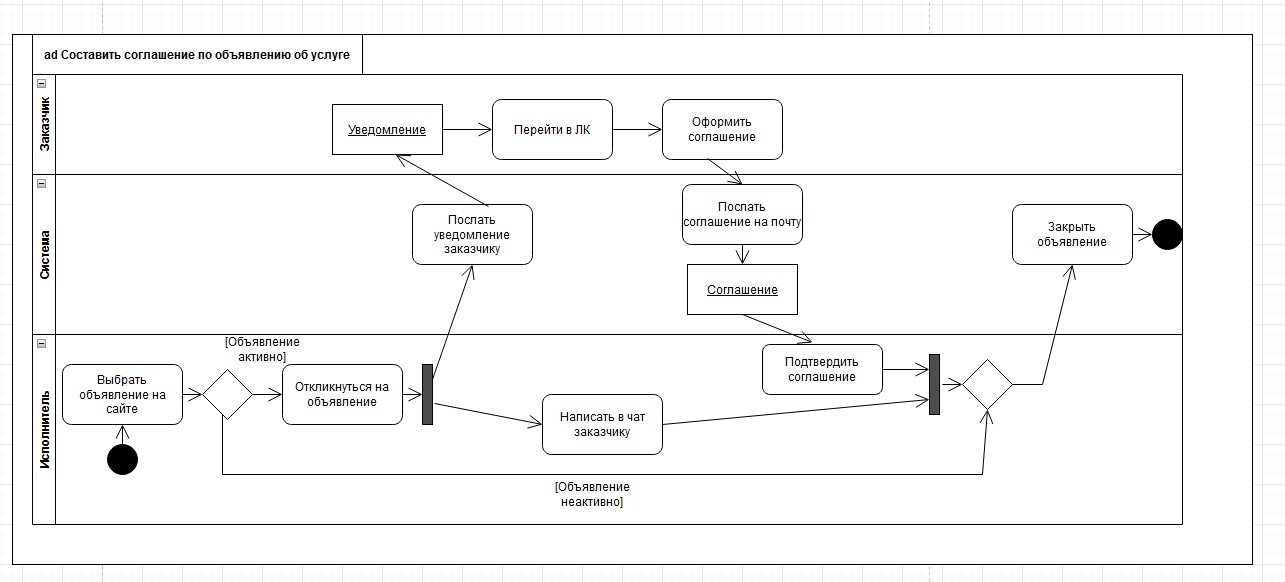 ad Составить соглашение по объявлению об услуге
Заказчик
Уведомление
Перейти в ЛК
Оформить
соглашение
Система
Послать
уведомление
заказчику
Послать
соглашение на почту
Соглашение
Закрыть
объявление
Исполнитель
[Объявление
активно]
Выбрать
объявление на
сайте
Откликнуться на
объявление
Написать в чат
заказчику
Подтвердить
соглашение
[Объявление
неактивно]